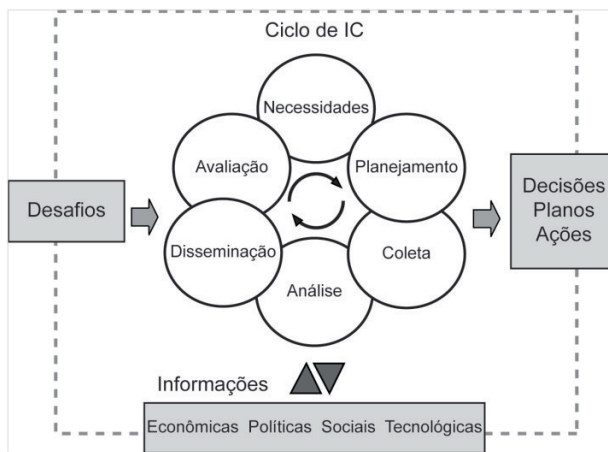 Ciclo de IC
Necessidades
Avaliação
Planejamento
Desafios
Decisões
Planos
Ações
Disseminação
Coleta
Análise
Informações
Econômicas Políticas Sociais Tecnológicas